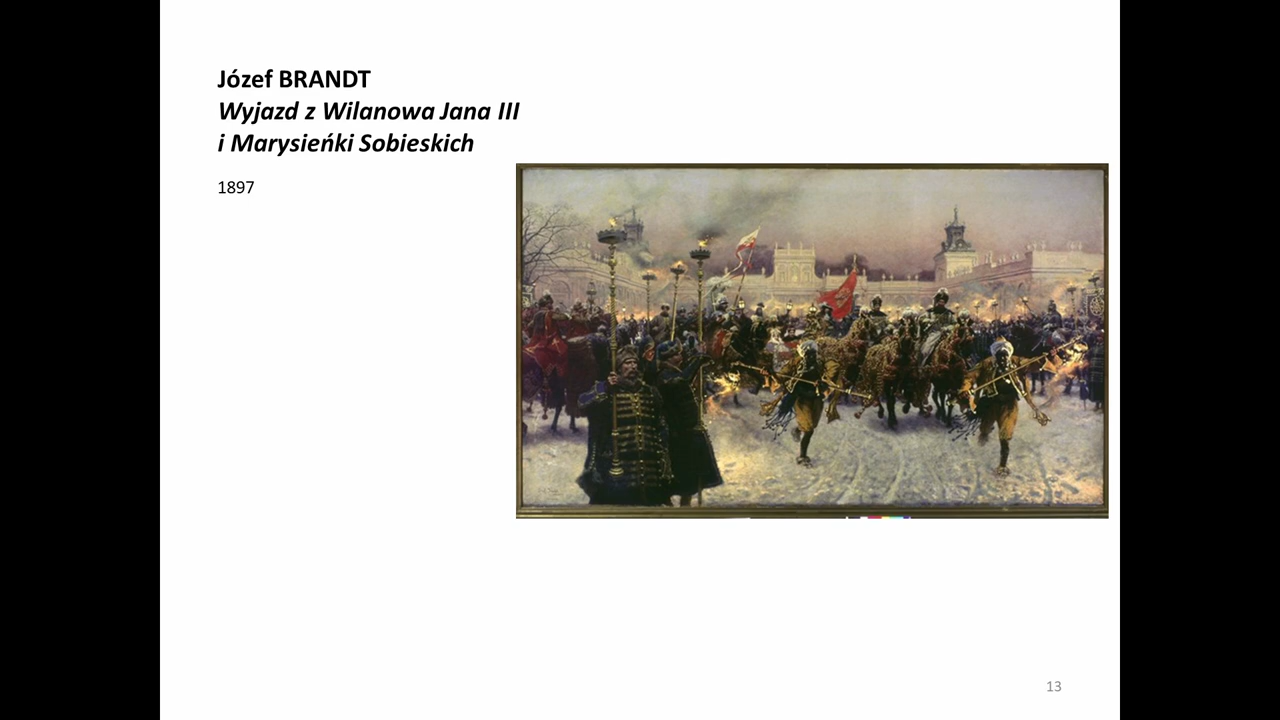 Józef BRANDT
Wyjazd z Wilanowa Jana III
i Marysieńki Sobieskich
1897
13